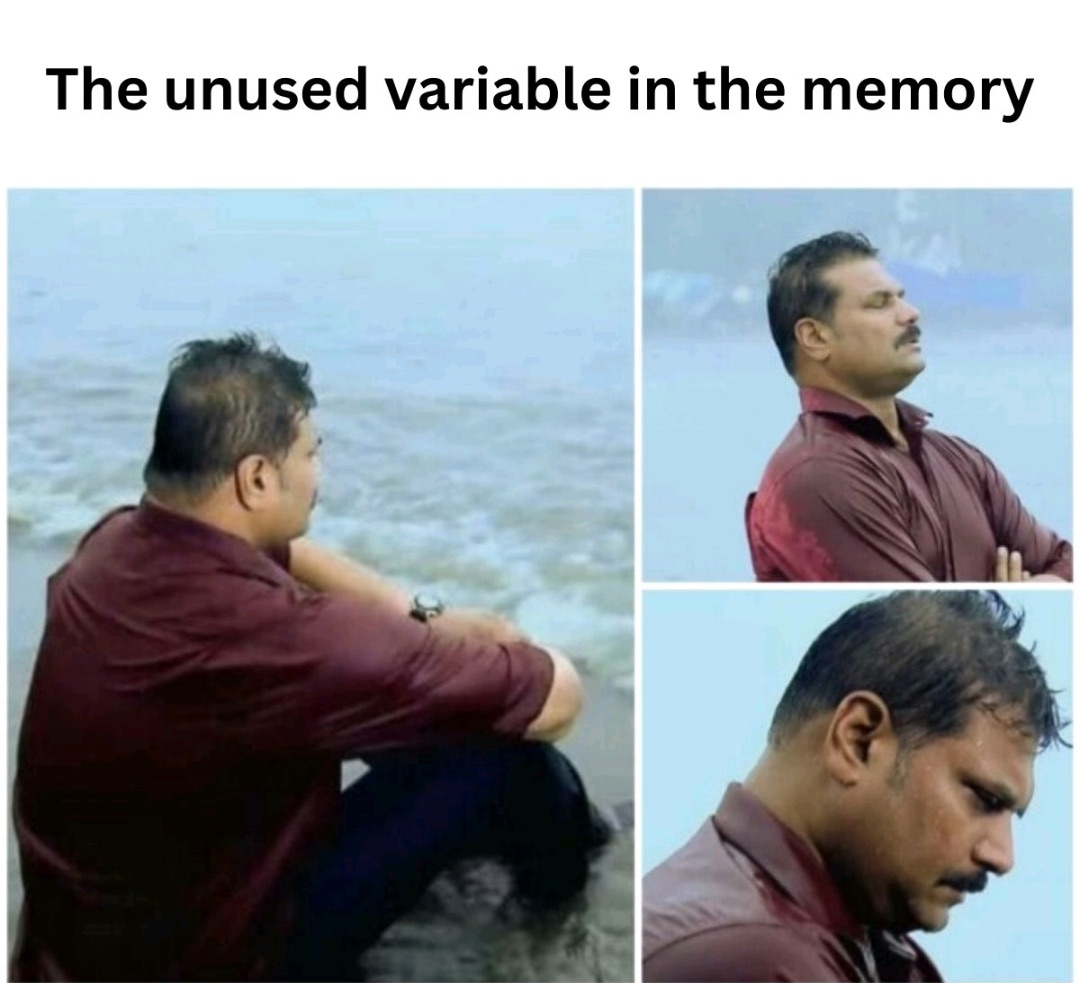 The unused variable in the memory